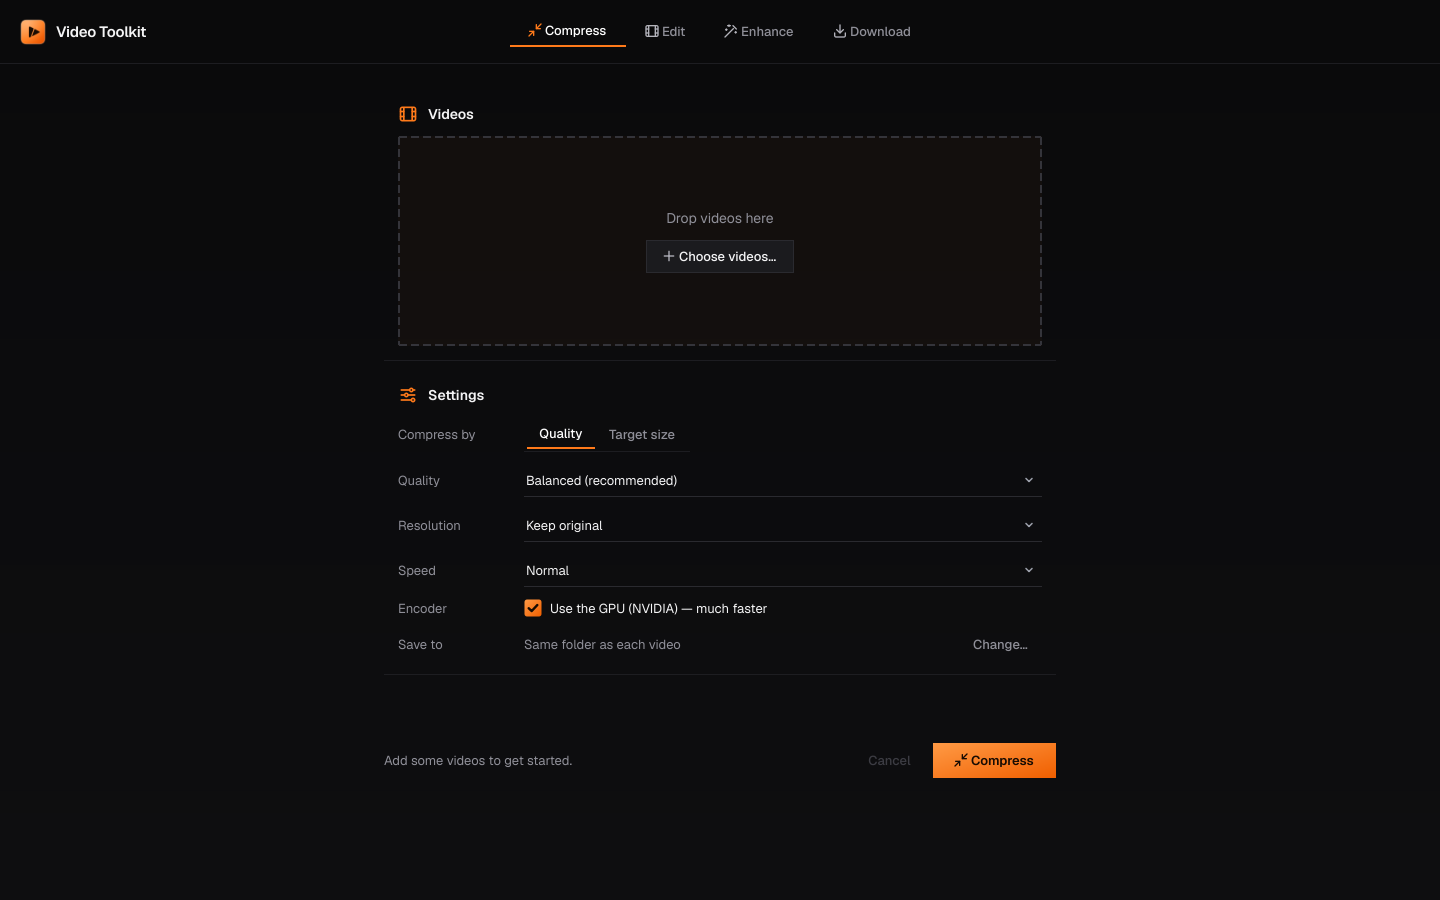 Video Toolkit
Compress
Edit
Enhance
Download
Videos
Drop videos here
Choose videos...
Settings
Compress by
Quality
Target size
Quality
Balanced (recommended)
Resolution
Keep original
Speed
Normal
Encoder
Use the GPU (NVIDIA) — much faster
Save to
Same folder as each video
Change...
Add some videos to get started.
Cancel
Compress